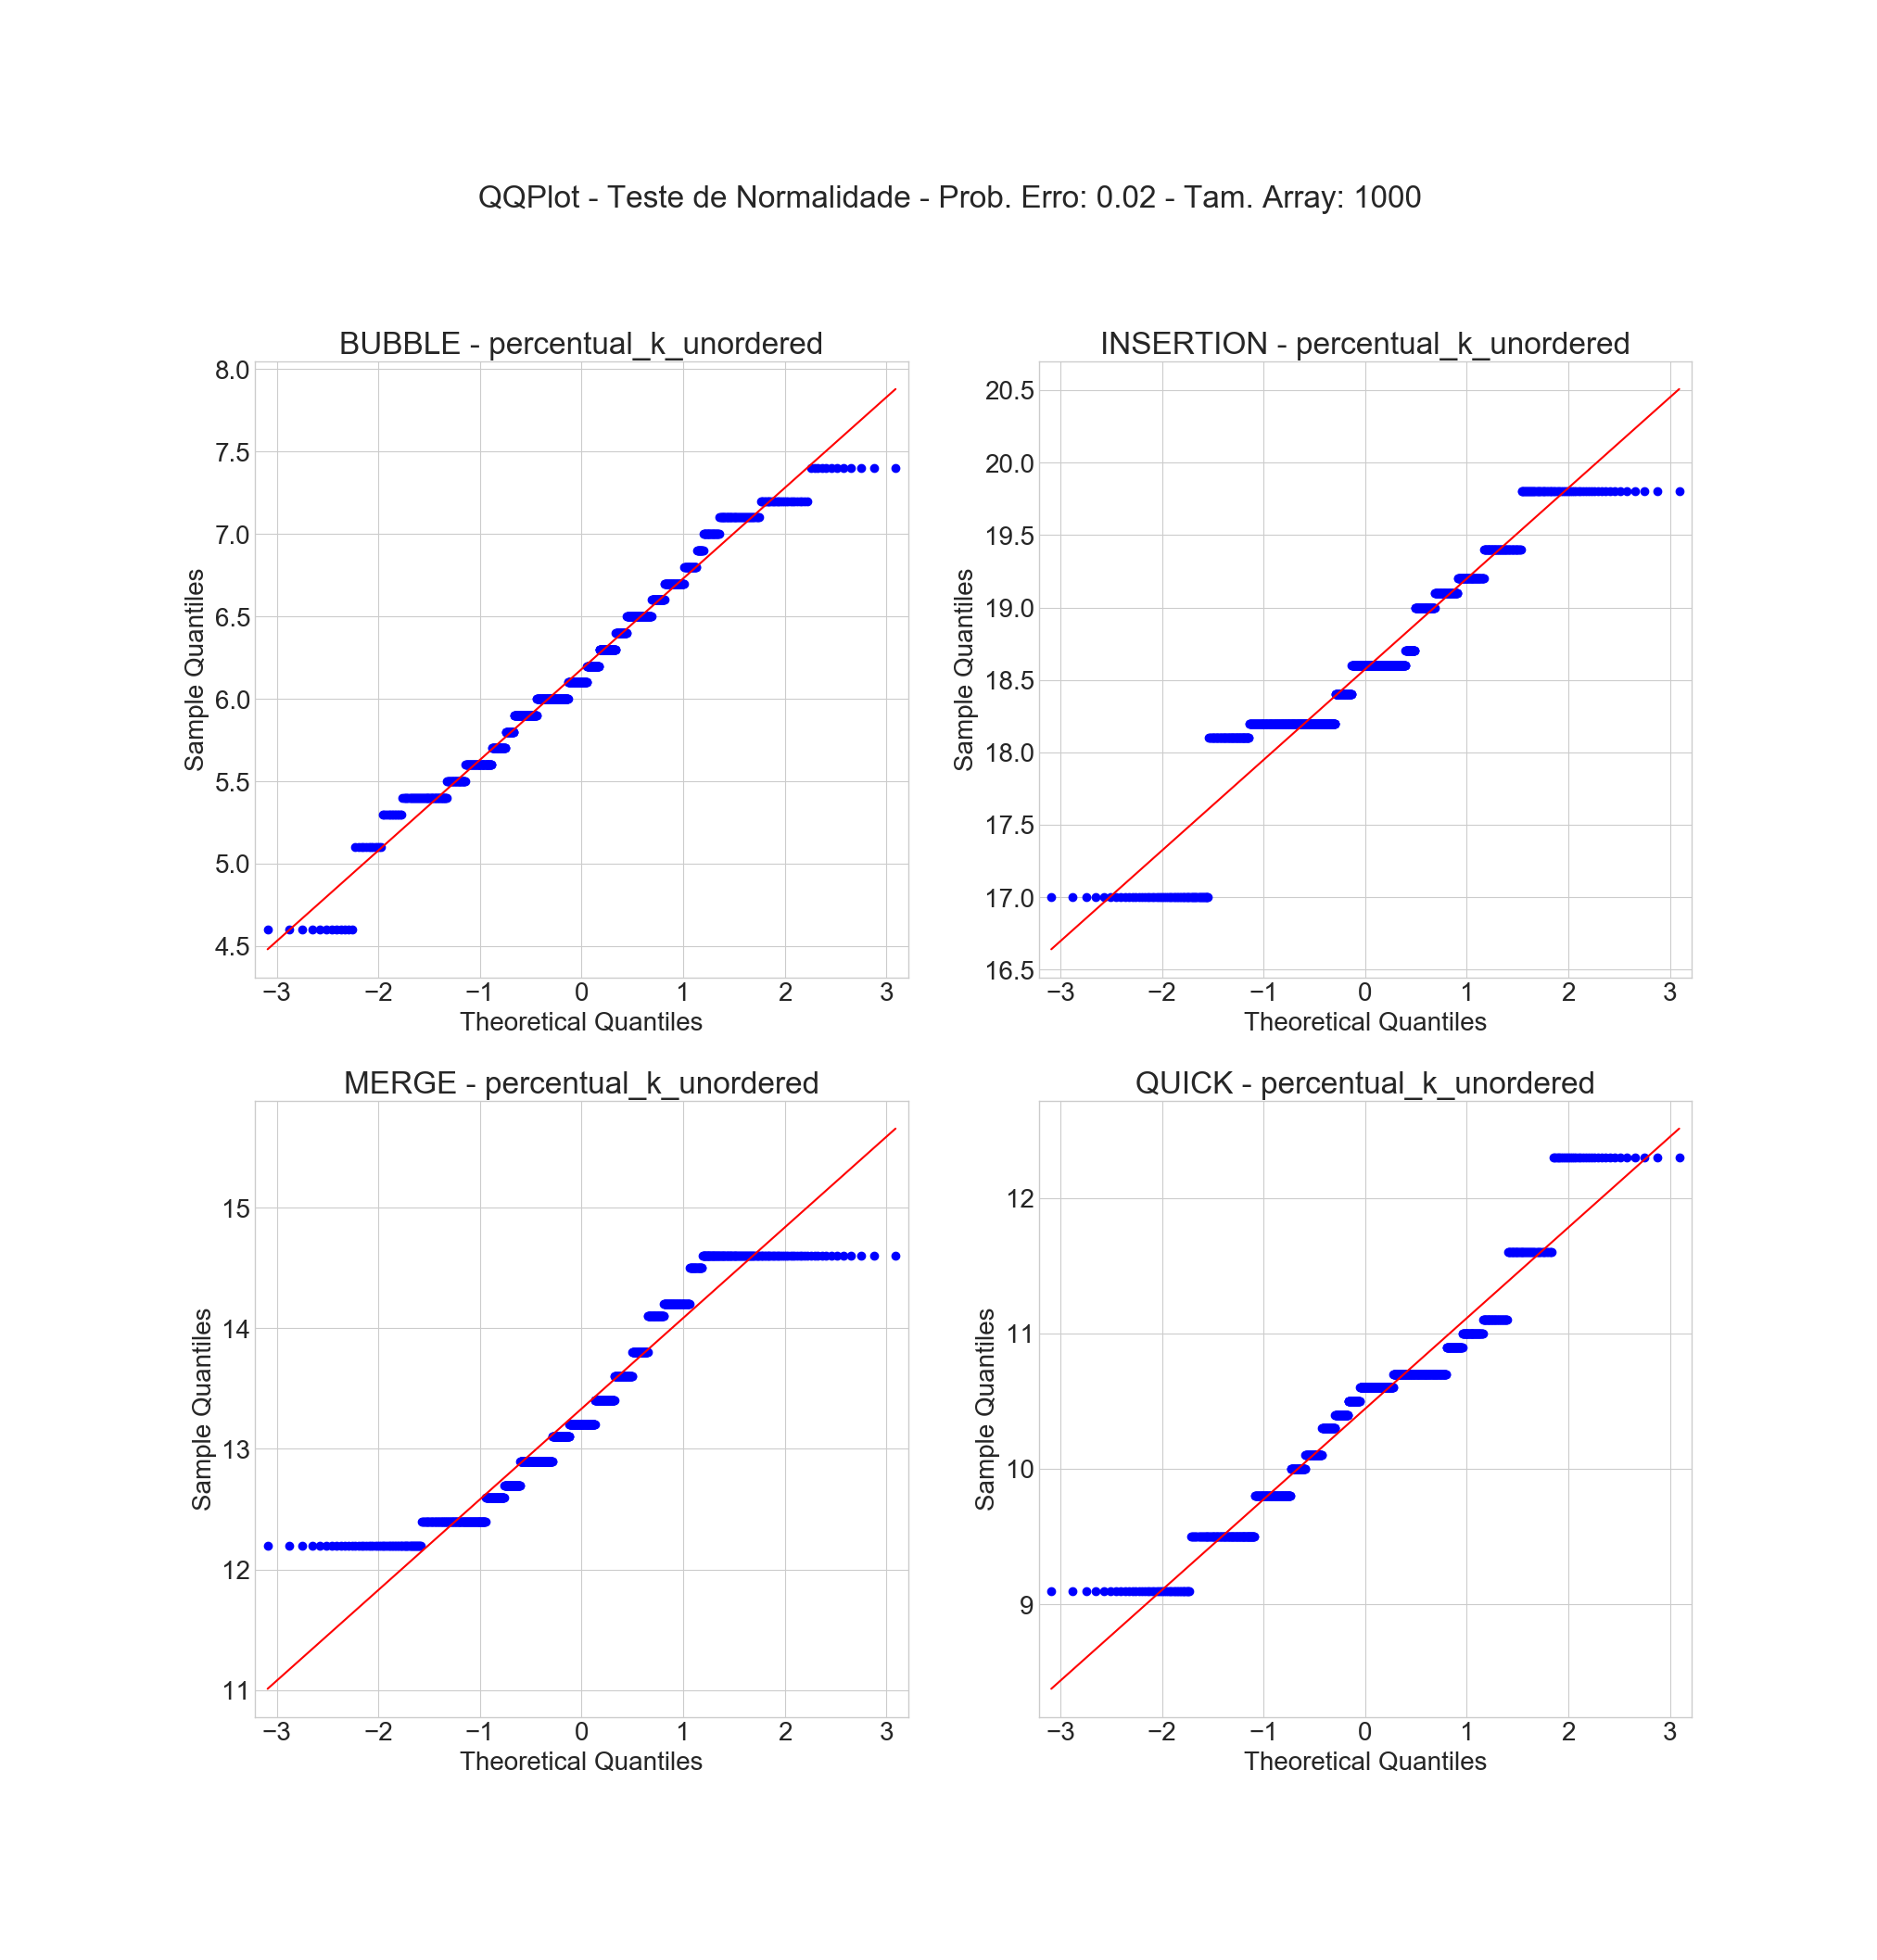 QQPlot - Teste de Normalidade - Prob. Erro: 0.02 - Tam. Array: 1000
BUBBLE - percentual_k_unordered
8.0
7.5
7.0
6.5
6.0
5.5
5.0
4.5
Sample Quantiles
−3 −2 −1 0 1 2 3
Theoretical Quantiles
INSERTION - percentual_k_unordered
20.5
20.0
19.5
19.0
18.5
18.0
17.5
17.0
16.5
Sample Quantiles
−3 −2 −1 0 1 2 3
Theoretical Quantiles
MERGE - percentual_k_unordered
15
14
13
12
11
Sample Quantiles
−3 −2 −1 0 1 2 3
Theoretical Quantiles
QUICK - percentual_k_unordered
12
11
10
9
Sample Quantiles
−3 −2 −1 0 1 2 3
Theoretical Quantiles